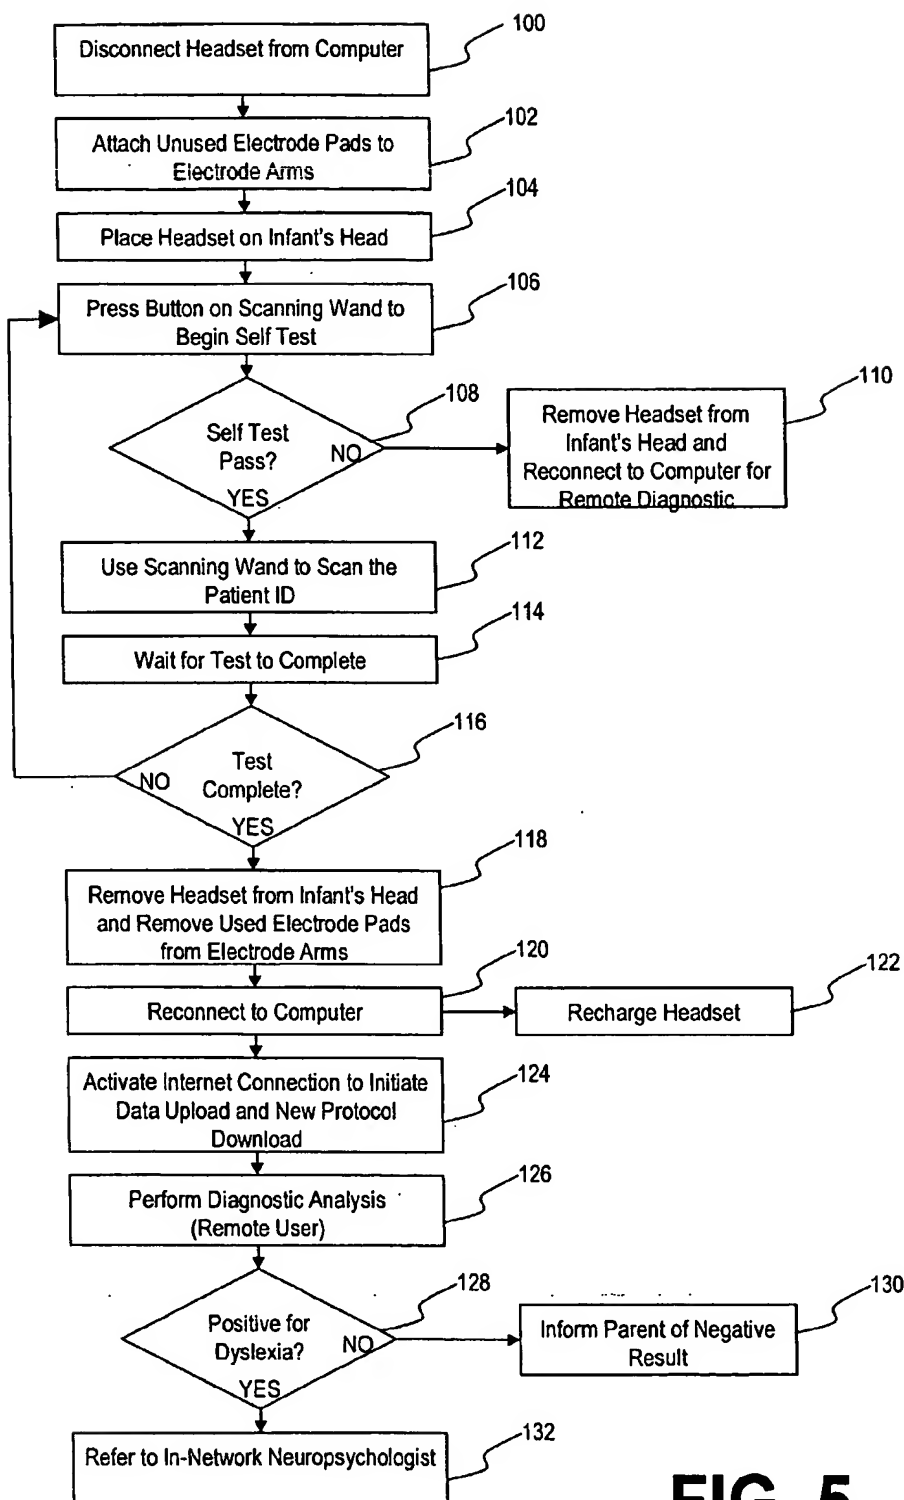 100
Disconnect Headset from Computer
102
Attach Unused Electrode Pads to
Electrode Arms
104
Place Headset on Infant's Head
106
Press Button on Scanning Wand to
Begin Self Test
108
Self Test
Pass?
NO
YES
110
Remove Headset from
Infant's Head and
Reconnect to Computer for
Remote Diagnostic
112
Use Scanning Wand to Scan the
Patient ID
114
Wait for Test to Complete
116
Test
Complete?
NO
YES
118
Remove Headset from Infant's Head
and Remove Used Electrode Pads
from Electrode Arms
120
Reconnect to Computer
122
Recharge Headset
124
Activate Internet Connection to Initiate
Data Upload and New Protocol
Download
126
Perform Diagnostic Analysis
(Remote User)
128
Positive for
Dyslexia?
NO
YES
130
Inform Parent of Negative
Result
132
Refer to In-Network Neuropsychologist
FIG. 5